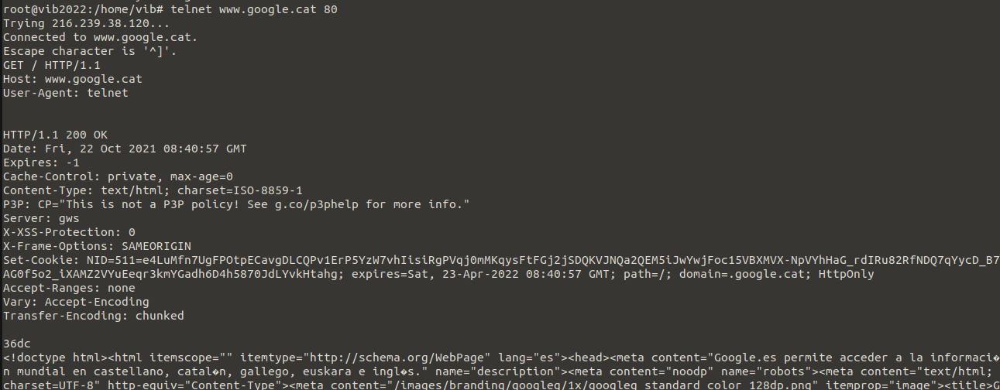 root@vib2022:/home/vib# telnet www.google.cat 80
Trying 216.239.38.120...
Connected to www.google.cat.
Escape character is '^]'.
GET / HTTP/1.1
Host: www.google.cat
User-Agent: telnet
HTTP/1.1 200 OK
Date: Fri, 22 Oct 2021 08:40:57 GMT
Expires: -1
Cache-Control: private, max-age=0
Content-Type: text/html; charset=ISO-8859-1
P3P: CP="This is not a P3P policy! See g.co/p3phelp for more info."
Server: gws
X-XSS-Protection: 0
X-Frame-Options: SAMEORIGIN
Set-Cookie: NID=511=e4LuMfn7UgFPOtpECavgDLCQPv1ErP5YzW7vhIisiRgPVqj0mMKqysFtFGj2jSDQKVJNQa2QEM5iJwYwjFoc15VBXMVX-NpVYhHaG_rdIRu82RfNDQ7qYycD_B7
AG0f5o2_iXAMZ2VYuEeqr3kmYGadh6D4h5870JdLYvkHtahg; expires=Sat, 23-Apr-2022 08:40:57 GMT; path=/; domain=.google.cat; HttpOnly
Accept-Ranges: none
Vary: Accept-Encoding
Transfer-Encoding: chunked
36dc
<!doctype html><html itemscope="" itemtype="http://schema.org/WebPage" lang="es"><head><meta content="Google.es permite acceder a la informaci�
n mundial en castellano, catal�n, gallego, euskara e ingl�s." name="description"><meta content="noodp" name="robots"><meta content="text/html;
charset=UTF-8" http-equiv="Content-Type"><meta content="/images/branding/googleg/1x/googleg_standard_color_128dp.png" itemprop="image"><title>G